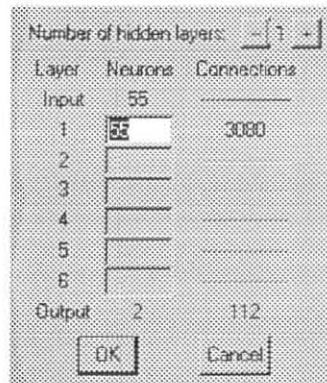 Number of hidden layers: - 1 +
Layer Neurons Connections
Input 55
1 55 3080
2
3
4
5
6
Output 2 112
OK Cancel